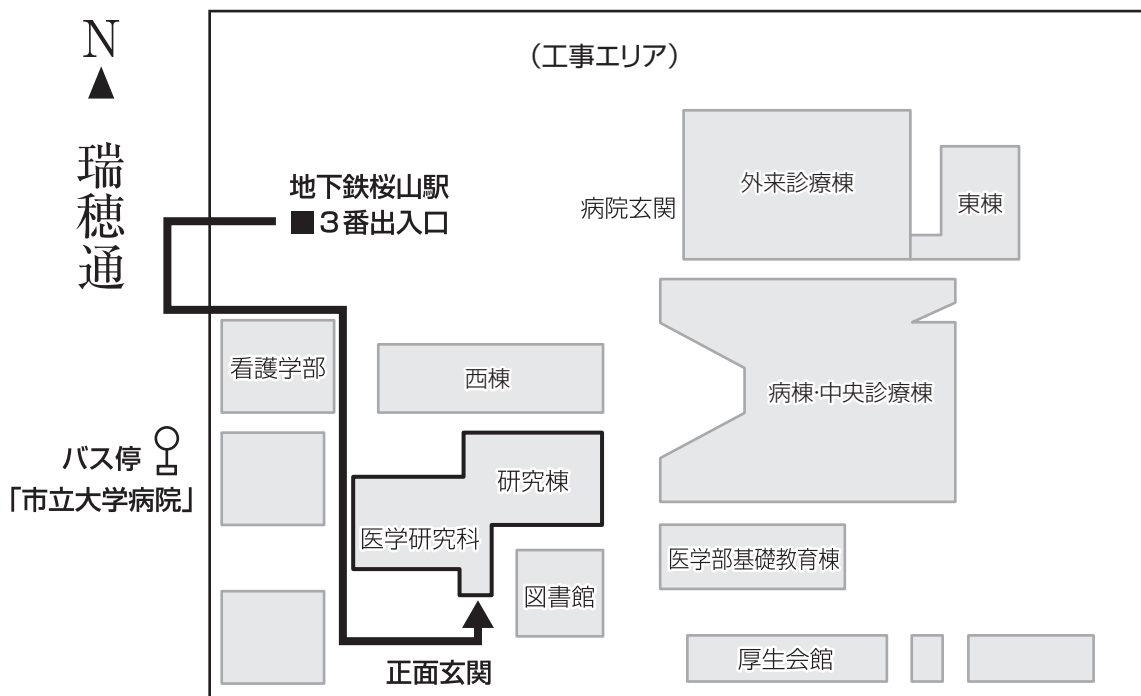 N
瑞穂通
(工事エリア)
地下鉄桜山駅
■3番出入口
病院玄関
外来診療棟
東棟
看護学部
西棟
病棟・中央診療棟
バス停
「市立大学病院」
研究棟
医学研究科
図書館
医学部基礎教育棟
正面玄関
厚生会館